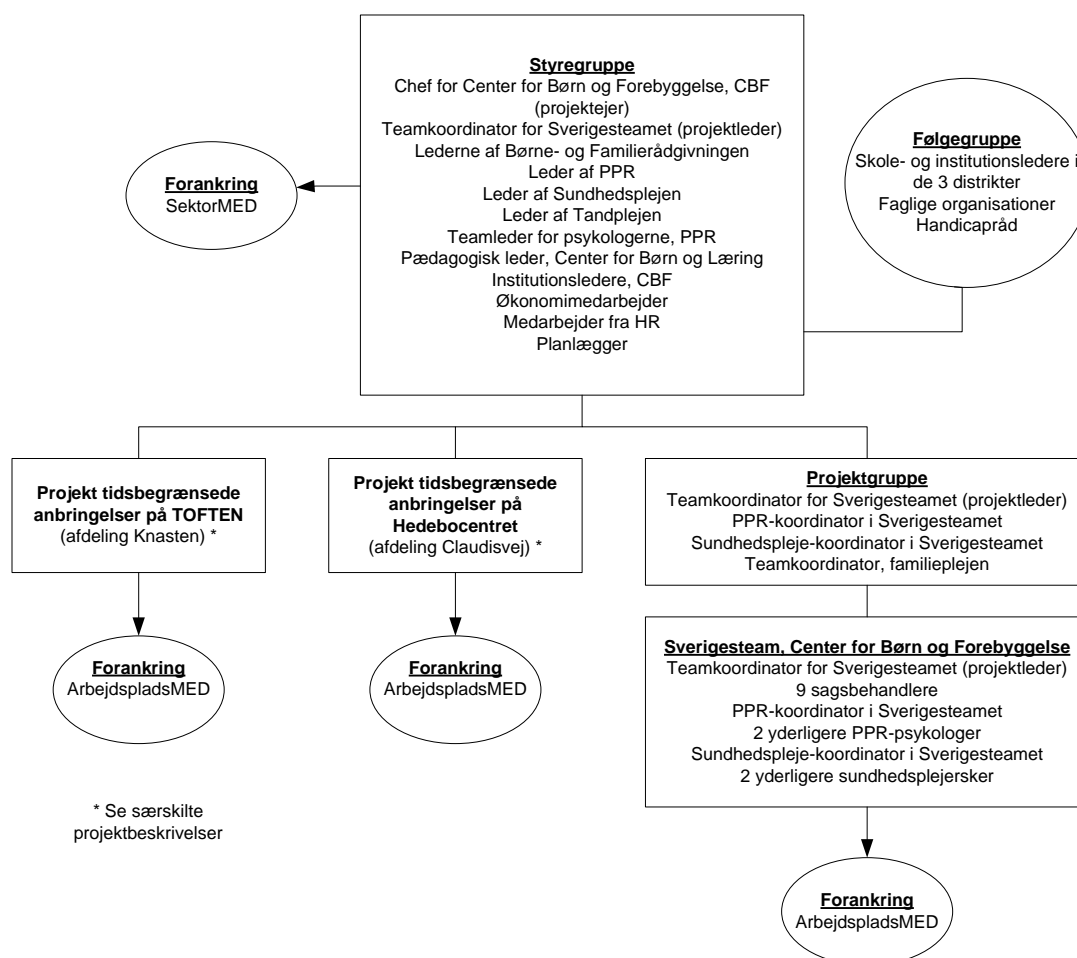 Styregruppe
Chef for Center for Børn og Forebyggelse, CBF
(projektejer)
Teamkoordinator for Sverigesteamet (projektleder)
Lederne af Børne- og Familierådgivningen
Leder af PPR
Leder af Sundhedsplejen
Leder af Tandplejen
Teamleder for psykologerne, PPR
Pædagogisk leder, Center for Børn og Læring
Institutionsledere, CBF
Økonomimedarbejder
Medarbejder fra HR
Planlægger
Følgegruppe
Skole- og institutionsledere i
de 3 distrikter
Faglige organisationer
Handicapråd
Forankring
SektorMED
Projekt tidsbegrænsede
anbringelser på TOFTEN
(afdeling Knasten) *
Projekt tidsbegrænsede
anbringelser på
Hedebocentret
(afdeling Claudisvej) *
Projektgruppe
Teamkoordinator for Sverigesteamet (projektleder)
PPR-koordinator i Sverigesteamet
Sundhedspleje-koordinator i Sverigesteamet
Teamkoordinator, familieplejen
Forankring
ArbejdspladsMED
Forankring
ArbejdspladsMED
Sverigesteam, Center for Børn og Forebyggelse
Teamkoordinator for Sverigesteamet (projektleder)
9 sagsbehandlere
PPR-koordinator i Sverigesteamet
2 yderligere PPR-psykologer
Sundhedspleje-koordinator i Sverigesteamet
2 yderligere sundhedsplejersker
* Se særskilte
projektbeskrivelser
Forankring
ArbejdspladsMED